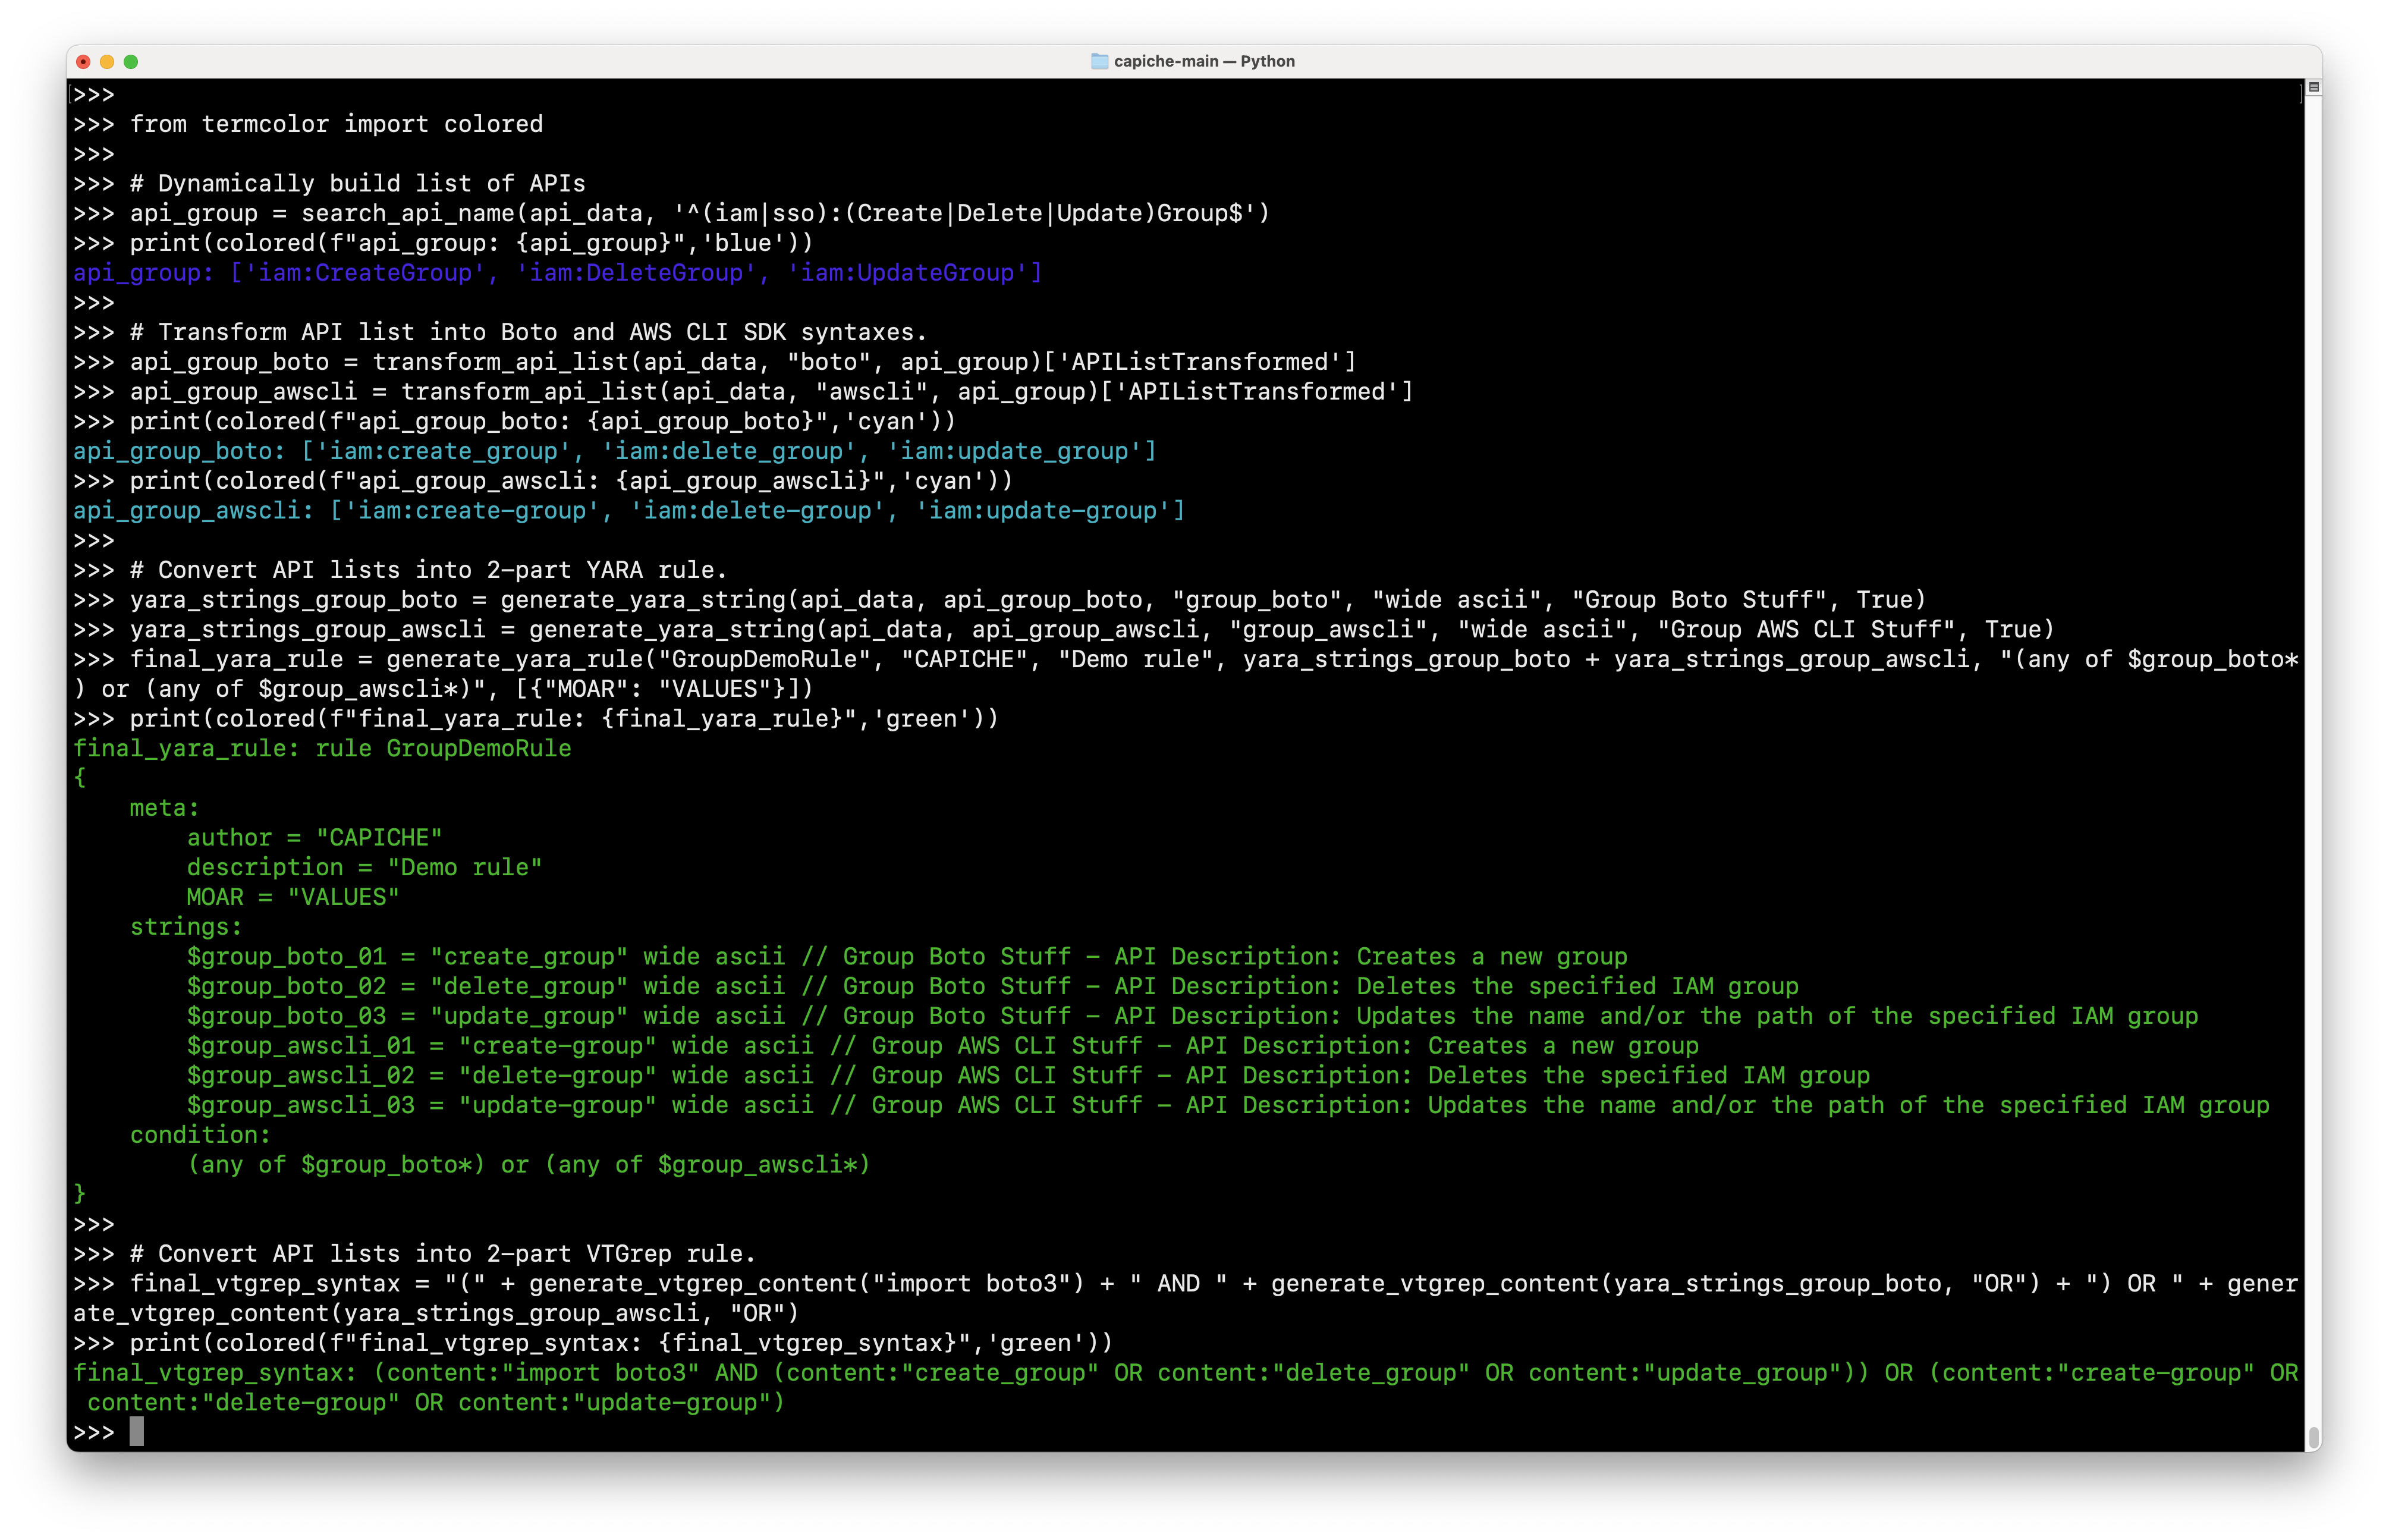 capiche-main — Python
>>>
>>> from termcolor import colored
>>>
>>> # Dynamically build list of APIs
>>> api_group = search_api_name(api_data, '^(iam|sso):(Create|Delete|Update)Group$')
>>> print(colored(f"api_group: {api_group}",'blue'))
api_group: ['iam:CreateGroup', 'iam:DeleteGroup', 'iam:UpdateGroup']
>>>
>>> # Transform API list into Boto and AWS CLI SDK syntaxes.
>>> api_group_boto = transform_api_list(api_data, "boto", api_group)['APIListTransformed']
>>> api_group_awscli = transform_api_list(api_data, "awscli", api_group)['APIListTransformed']
>>> print(colored(f"api_group_boto: {api_group_boto}",'cyan'))
api_group_boto: ['iam:create_group', 'iam:delete_group', 'iam:update_group']
>>> print(colored(f"api_group_awscli: {api_group_awscli}",'cyan'))
api_group_awscli: ['iam:create-group', 'iam:delete-group', 'iam:update-group']
>>>
>>> # Convert API lists into 2-part YARA rule.
>>> yara_strings_group_boto = generate_yara_string(api_data, api_group_boto, "group_boto", "wide ascii", "Group Boto Stuff", True)
>>> yara_strings_group_awscli = generate_yara_string(api_data, api_group_awscli, "group_awscli", "wide ascii", "Group AWS CLI Stuff", True)
>>> final_yara_rule = generate_yara_rule("GroupDemoRule", "CAPICHE", "Demo rule", yara_strings_group_boto + yara_strings_group_awscli, "(any of $group_boto*
) or (any of $group_awscli*)", [{"MOAR": "VALUES"}])
>>> print(colored(f"final_yara_rule: {final_yara_rule}",'green'))
final_yara_rule: rule GroupDemoRule
{
    meta:
        author = "CAPICHE"
        description = "Demo rule"
        MOAR = "VALUES"
    strings:
        $group_boto_01 = "create_group" wide ascii // Group Boto Stuff - API Description: Creates a new group
        $group_boto_02 = "delete_group" wide ascii // Group Boto Stuff - API Description: Deletes the specified IAM group
        $group_boto_03 = "update_group" wide ascii // Group Boto Stuff - API Description: Updates the name and/or the path of the specified IAM group
        $group_awscli_01 = "create-group" wide ascii // Group AWS CLI Stuff - API Description: Creates a new group
        $group_awscli_02 = "delete-group" wide ascii // Group AWS CLI Stuff - API Description: Deletes the specified IAM group
        $group_awscli_03 = "update-group" wide ascii // Group AWS CLI Stuff - API Description: Updates the name and/or the path of the specified IAM group
    condition:
        (any of $group_boto*) or (any of $group_awscli*)
}
>>>
>>> # Convert API lists into 2-part VTGrep rule.
>>> final_vtgrep_syntax = "(" + generate_vtgrep_content("import boto3") + " AND " + generate_vtgrep_content(yara_strings_group_boto, "OR") + ") OR " + gener
ate_vtgrep_content(yara_strings_group_awscli, "OR")
>>> print(colored(f"final_vtgrep_syntax: {final_vtgrep_syntax}",'green'))
final_vtgrep_syntax: (content:"import boto3" AND (content:"create_group" OR content:"delete_group" OR content:"update_group")) OR (content:"create-group" OR
 content:"delete-group" OR content:"update-group")
>>>